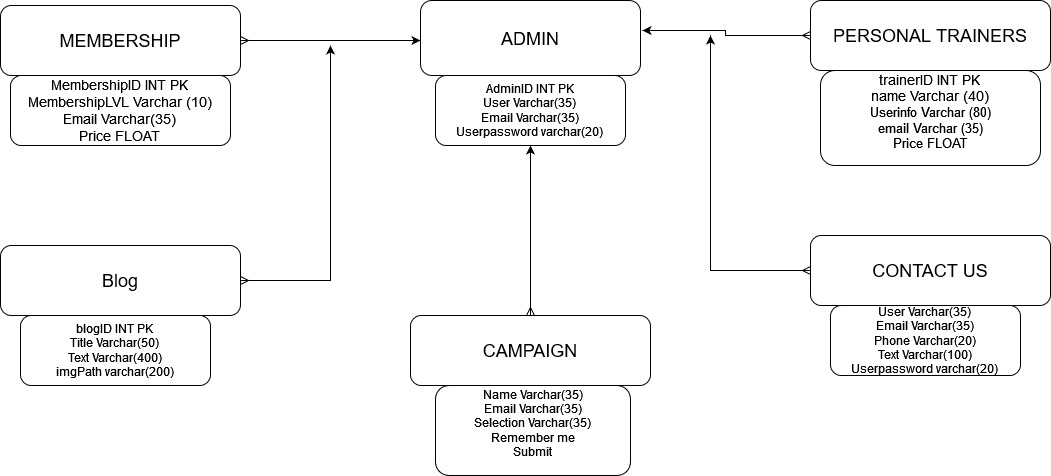 MEMBERSHIP
MembershipID INT PK
MembershipLVL Varchar (10)
Email Varchar(35)
Price FLOAT
ADMIN
AdminID INT PK
User Varchar(35)
Email Varchar(35)
Userpassword varchar(20)
PERSONAL TRAINERS
trainerID INT PK
name Varchar (40)
Userinfo Varchar (80)
email Varchar (35)
Price FLOAT
Blog
blogID INT PK
Title Varchar(50)
Text Varchar(400)
imgPath varchar(200)
CAMPAIGN
Name Varchar(35)
Email Varchar(35)
Selection Varchar(35)
Remember me
Submit
CONTACT US
User Varchar(35)
Email Varchar(35)
Phone Varchar(20)
Text Varchar(100)
Userpassword varchar(20)